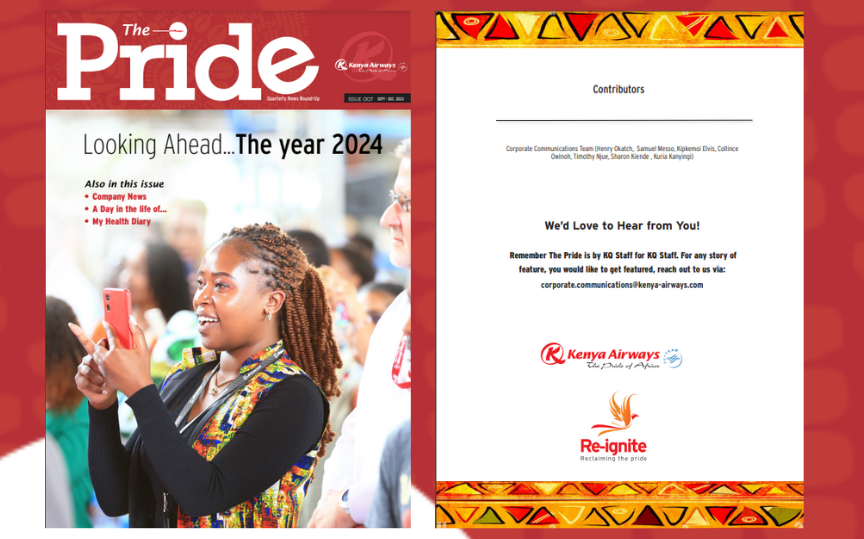 The
Pride
Quarterly News Round-Up
Kenya Airways
The Pride of Africa
ISSUE 007 SEPT - DEC 2023
Looking Ahead...The year 2024
Also in this issue
• Company News
• A Day in the life of...
• My Health Diary
Contributors
Corporate Communications Team (Henry Okatch, Samuel Messo, Kipkemoi Elvis, Collince
Owinoh, Timothy Njue, Sharon Kiende , Kuria Kanyingi)
We'd Love to Hear from You!
Remember The Pride is by KQ Staff for KQ Staff. For any story of
feature, you would like to get featured, reach out to us via:
corporate.communications@kenya-airways.com
Kenya Airways
The Pride of Africa
Re-ignite
Reclaiming the pride